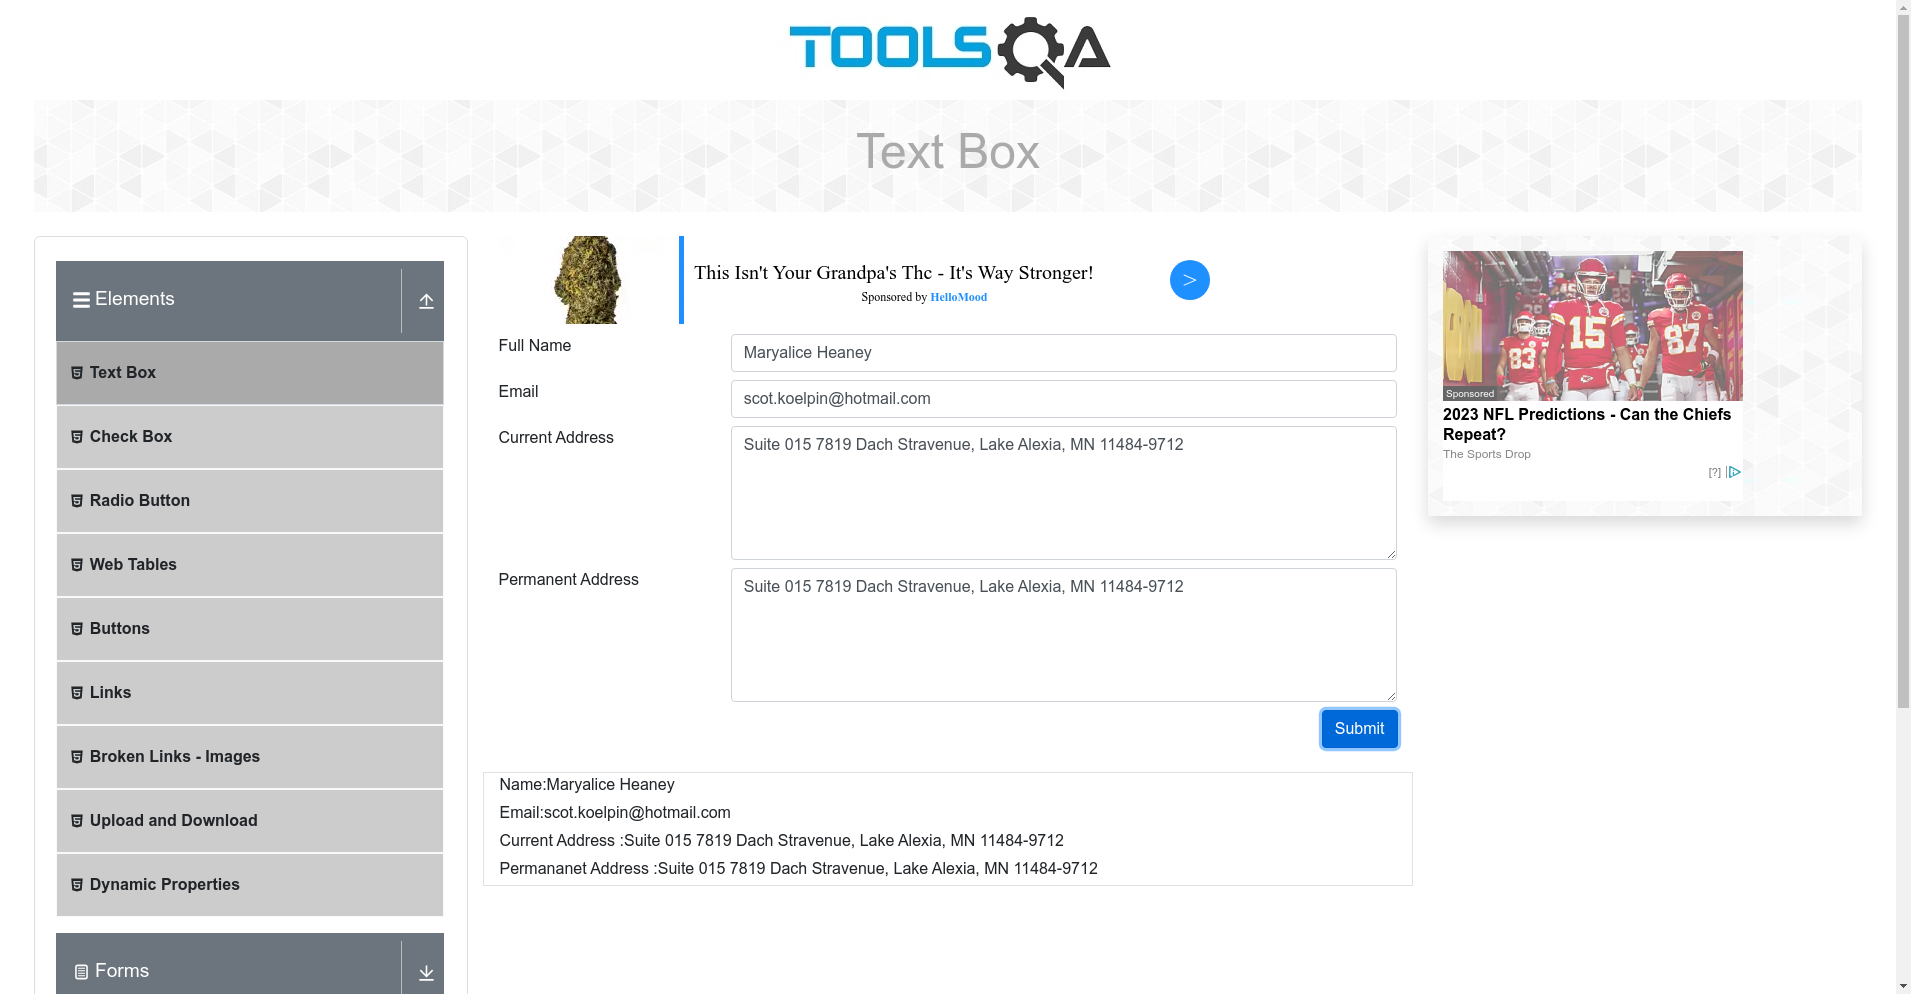 TOOLSQA
Text Box
Elements
Text Box
Check Box
Radio Button
Web Tables
Buttons
Links
Broken Links - Images
Upload and Download
Dynamic Properties
Forms
This Isn't Your Grandpa's Thc - It's Way Stronger!
Sponsored by HelloMood
>
Full Name
Maryalice Heaney
Email
scot.koelpin@hotmail.com
Current Address
Suite 015 7819 Dach Stravenue, Lake Alexia, MN 11484-9712
Permanent Address
Suite 015 7819 Dach Stravenue, Lake Alexia, MN 11484-9712
Submit
Name:Maryalice Heaney
Email:scot.koelpin@hotmail.com
Current Address :Suite 015 7819 Dach Stravenue, Lake Alexia, MN 11484-9712
Permananet Address :Suite 015 7819 Dach Stravenue, Lake Alexia, MN 11484-9712
83
15
87
Sponsored
2023 NFL Predictions - Can the Chiefs
Repeat?
The Sports Drop
[?]